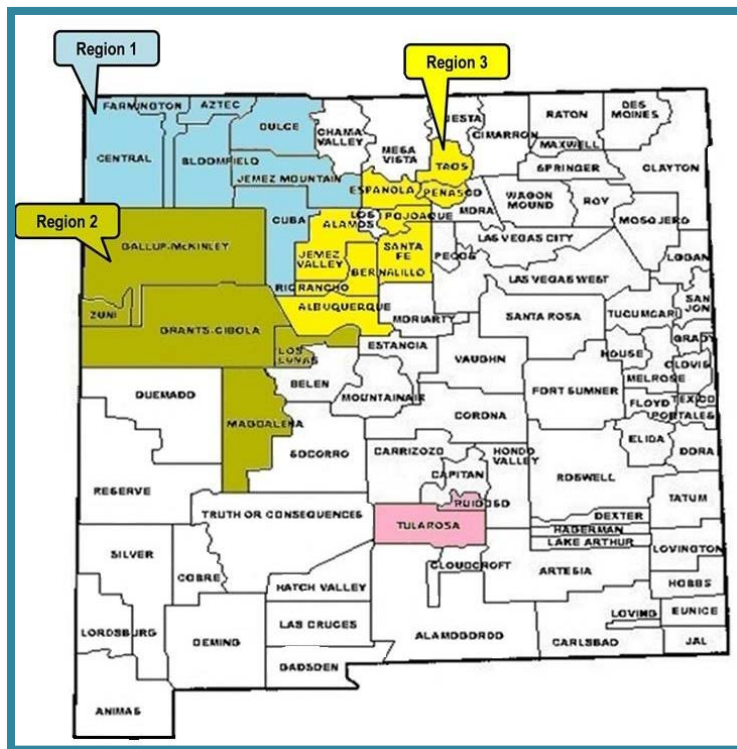 Region 1
Region 3
Region 2
FARMINGTON
AZTEC
DULCE
CHAMA
VALLEY
MESA
VISTA
CIMARRON
RATON
DES
MOINES
CENTRAL
BLOOMFIELD
JEMEZ MOUNTAIN
TAOS
MAXWELL
SPRINGER
CLAYTON
ESPANOLA
PENASCO
WAGON
MOUND
ROY
MOSQUERO
CUBA
LOS
ALAMOS
POJOAQUE
GALLUP-McKINLEY
JEMEZ
VALLEY
SANTA
FE
PECOS
LAS VEGAS CITY
LOGAN
BERNALILLO
LAS VEGAS WEST
RIO RANCHO
ZUNI
ALBUQUERQUE
MORIARTY
SANTA ROSA
TUCUMCARI
SAN
JON
GRANTS-CIBOLA
LOS
LUNAS
ESTANCIA
VAUGHN
HOUSE
GRADY
CLOVIS
QUEMADO
BELEN
MOUNTAINAIR
FORT SUMNER
MELROSE
TEXICO
FLOYD
PORTALES
MAGDALENA
CORONA
ELIDA
DORA
SOCORRO
CARRIZOZO
HONDO
VALLEY
CAPITAN
ROSWELL
RESERVE
RUIDOSO
TATUM
TRUTH OR CONSEQUENCES
TULAROSA
DEXTER
HAGERMAN
LAKE ARTHUR
LOVINGTON
SILVER
CLOUDCROFT
ARTESIA
COBRE
HATCH VALLEY
HOBBS
LOVING
EUNICE
LORDSBURG
DEMING
LAS CRUCES
ALAMOGORDO
CARLSBAD
JAL
GADSDEN
ANIMAS